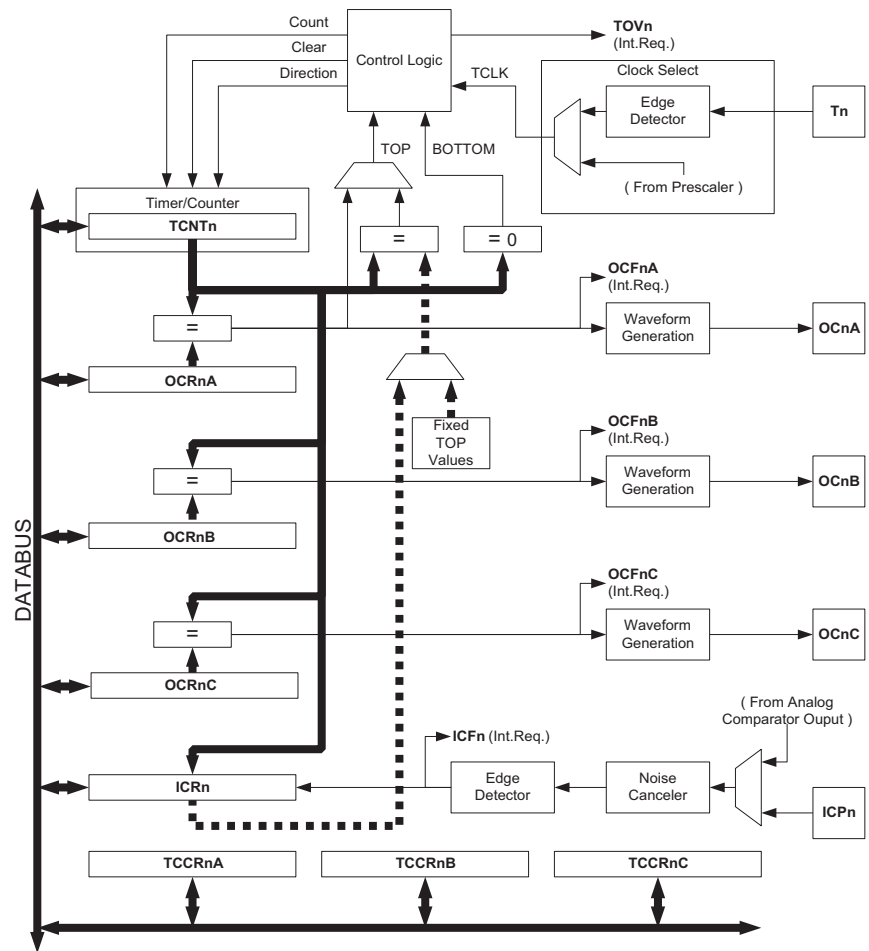 Count
TOVn
(Int.Req.)
Clear
Control Logic
Clock Select
Direction
TCLK
Edge
Detector
Tn
TOP
BOTTOM
( From Prescaler )
Timer/Counter
TCNTn
=
= 0
OCFnA
(Int.Req.)
=
Waveform
Generation
OCnA
OCRnA
Fixed
TOP
Values
OCFnB
(Int.Req.)
=
Waveform
Generation
OCnB
OCRnB
DATABUS
OCFnC
(Int.Req.)
=
Waveform
Generation
OCnC
OCRnC
( From Analog
Comparator Ouput )
ICFn (Int.Req.)
ICRn
Edge
Detector
Noise
Canceler
ICPn
TCCRnA
TCCRnB
TCCRnC